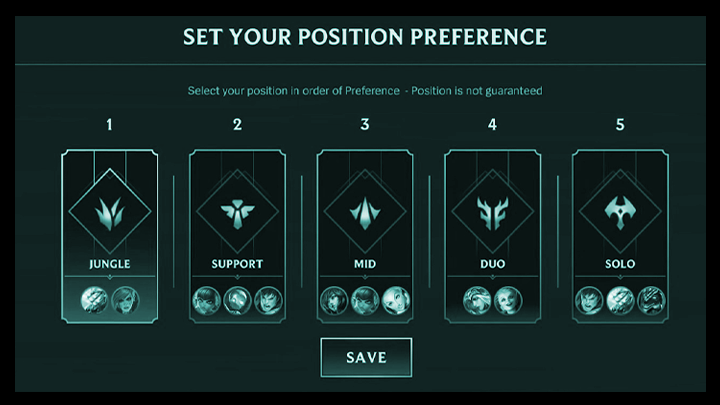 SET YOUR POSITION PREFERENCE
Select your position in order of Preference - Position is not guaranteed
1 2 3 4 5
JUNGLE SUPPORT MID DUO SOLO
SAVE